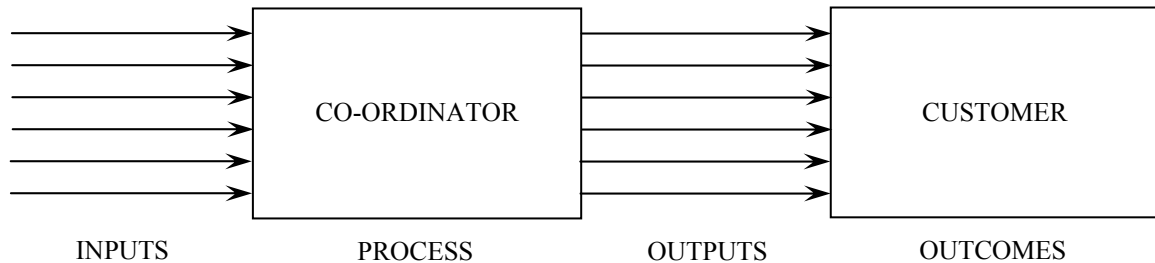 CO-ORDINATOR
CUSTOMER
INPUTS
PROCESS
OUTPUTS
OUTCOMES